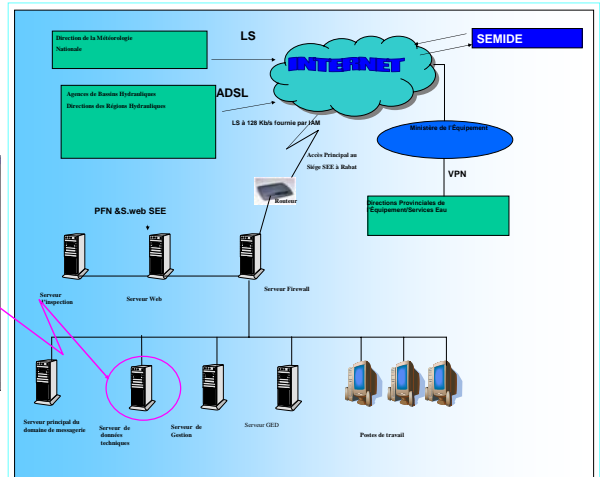 Direction de la Météorologie
Nationale
LS
INTERNET
SEMIDE
Agences de Bassins Hydrauliques
Directions des Régions Hydrauliques
ADSL
LS à 128 Kb/s fournie par IAM
Accès Principal au
Siége SEE à Rabat
Ministère de l'Équipement
VPN
Directions Provinciales de
l'Équipement/Services Eau
Routeur
PFN &S.web SEE
Serveur
d'inspection
Serveur Web
Serveur Firewall
Serveur principal du
domaine de messagerie
Serveur de
données
techniques
Serveur de
Gestion
Serveur GED
Postes de travail